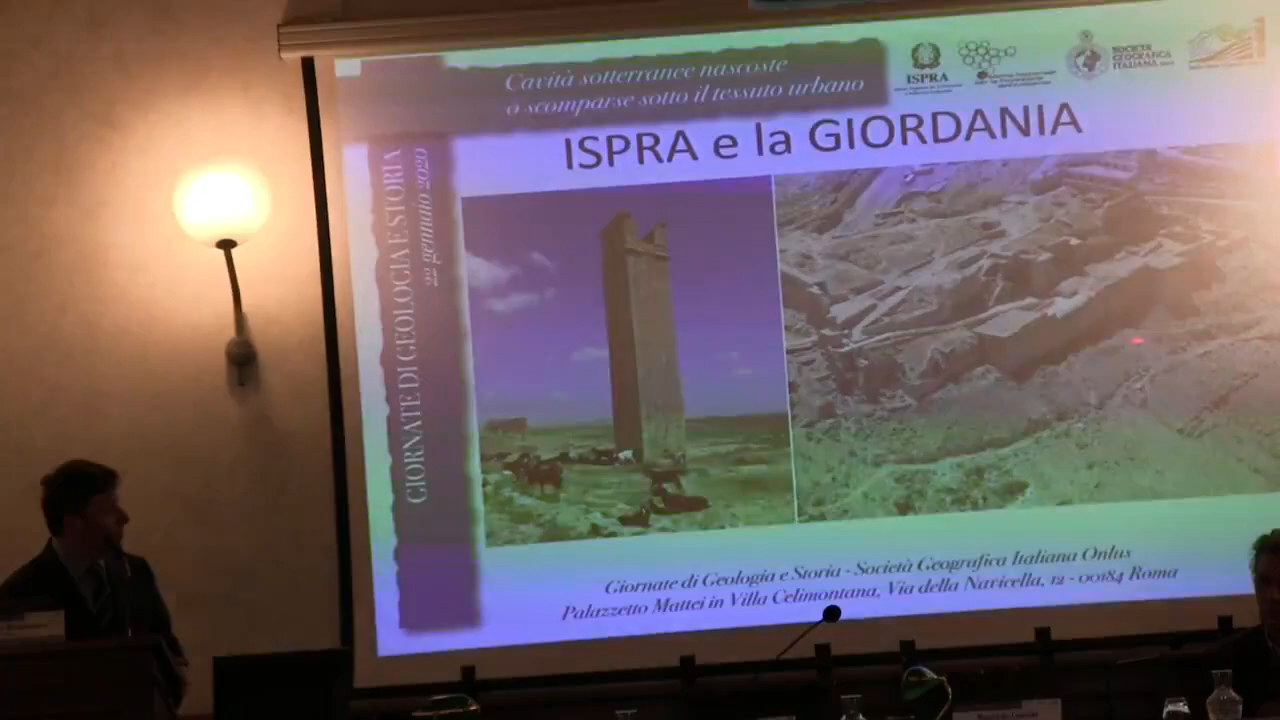 Cavità sotterranee nascoste
o scomparse sotto il tessuto urbano
ISPRA
SOCIETÀ
GEOGRAFICA
ITALIANA
ISPRA e la GIORDANIA
GIORNATE DI GEOLOGIA E STORIA
22 gennaio 2020
Giornate di Geologia e Storia - Società Geografica Italiana Onlus
Palazzetto Mattei in Villa Celimontana, Via della Navicella, 12 - 00184 Roma